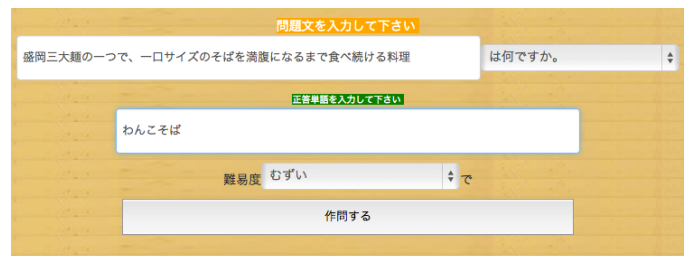 問題文を入力して下さい
盛岡三大麺の一つで、一口サイズのそばを満腹になるまで食べ続ける料理 は何ですか。
正答単語を入力して下さい
わんこそば
難易度 むずい で
作問する